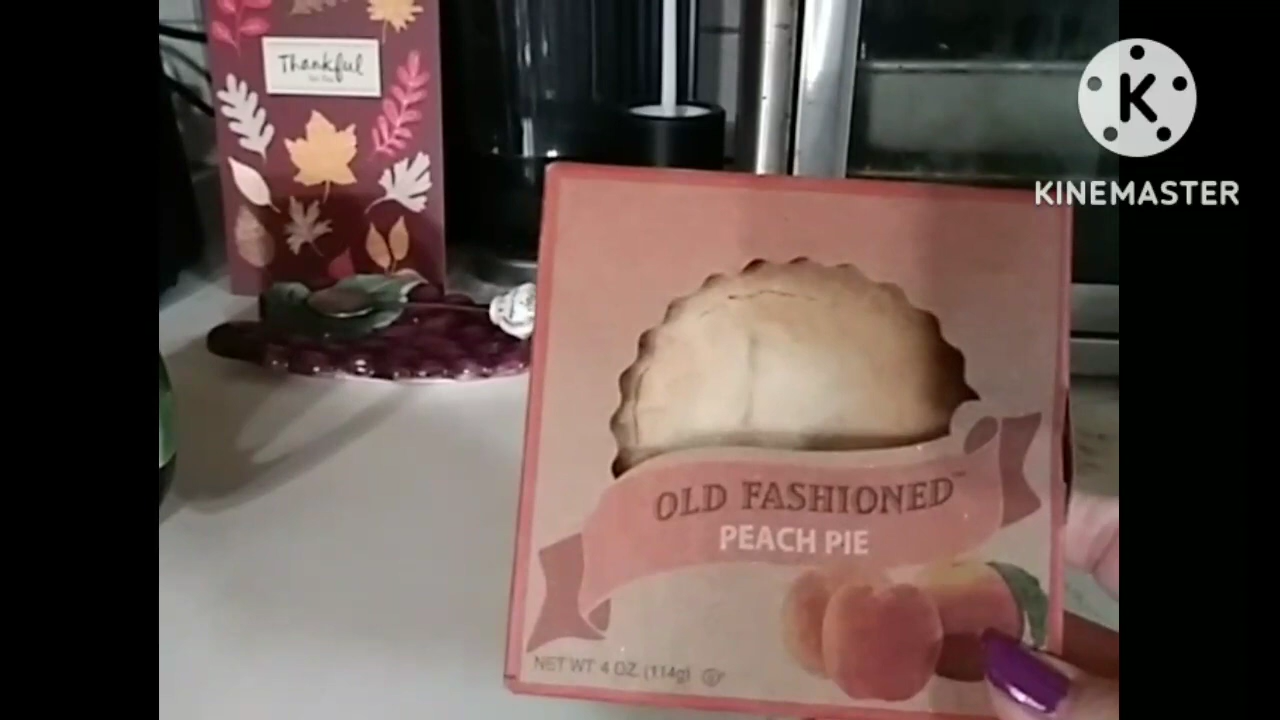 Thankful
K
KINEMASTER
OLD FASHIONED™
PEACH PIE
NET WT. 4 OZ. (114g)